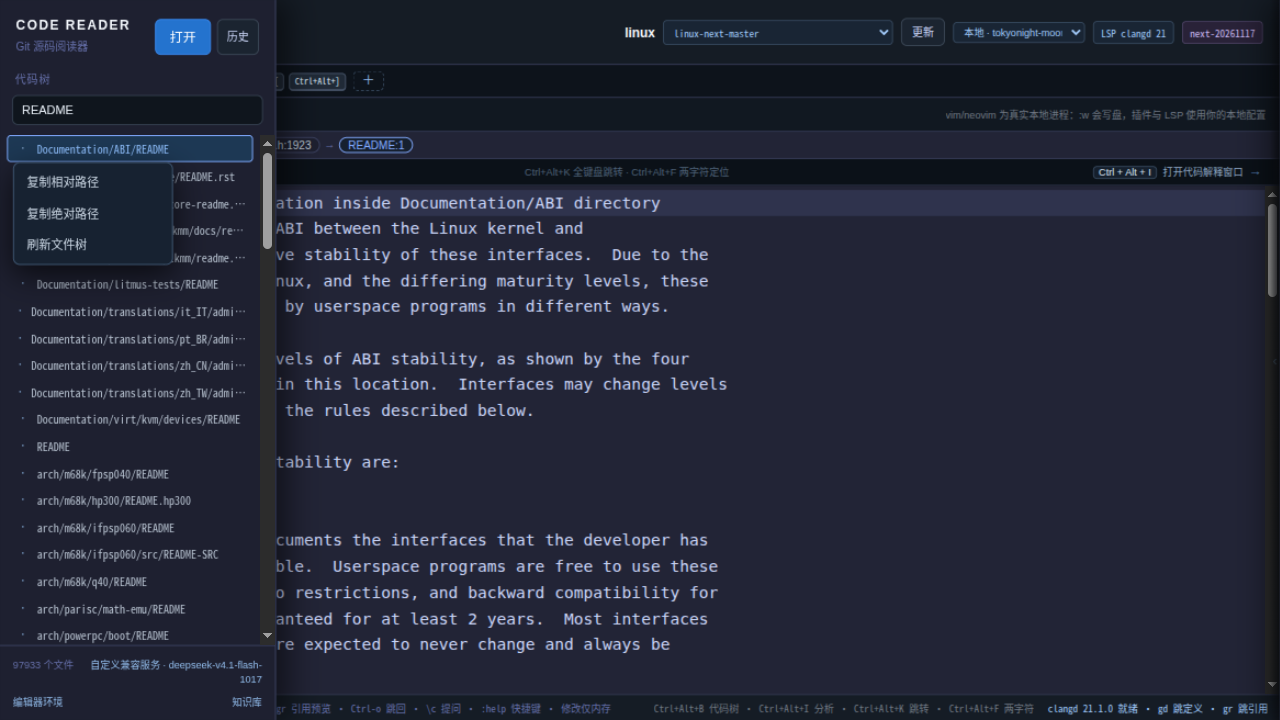 CODE READER
Git 源码阅读器
打开
历史
linux
linux-next-master
更新
本地 · tokyonight-moo
LSP clangd 21
next-20261117
代码树
Ctrl+Alt+]
+
README
vim/neovim 为真实本地进程：:w 会写盘，插件与 LSP 使用你的本地配置
h:1923
→ README:1
Ctrl+Alt+K 全键盘跳转 · Ctrl+Alt+F 两字符定位
Ctrl + Alt + I
打开代码解释窗口 →
Documentation/ABI/README
复制相对路径
复制绝对路径
刷新文件树
e/README.rst
ore-readme.···
kmm/docs/re···
kmm/readme.···
Documentation/litmus-tests/README
Documentation/translations/it_IT/admi···
Documentation/translations/pt_BR/admi···
Documentation/translations/zh_CN/admi···
Documentation/translations/zh_TW/admi···
Documentation/virt/kvm/devices/README
README
arch/m68k/fpsp040/README
arch/m68k/hp300/README.hp300
arch/m68k/ifpsp060/README
arch/m68k/ifpsp060/src/README-SRC
arch/m68k/q40/README
arch/parisc/math-emu/README
arch/powerpc/boot/README
ation inside Documentation/ABI directory
ABI between the Linux kernel and
ve stability of these interfaces.  Due to the
nux, and the differing maturity levels, these
by userspace programs in different ways.
vels of ABI stability, as shown by the four
in this location.  Interfaces may change levels
the rules described below.
tability are:
cuments the interfaces that the developer has
ble.  Userspace programs are free to use these
o restrictions, and backward compatibility for
anteed for at least 2 years.  Most interfaces
re expected to never change and always be
97933 个文件
自定义兼容服务 · deepseek-v4.1-flash-
1017
编辑器环境
知识库
gr 引用预览 · Ctrl-o 跳回 · \c 提问 · :help 快捷键 · 修改仅内存
Ctrl+Alt+B 代码树 · Ctrl+Alt+I 分析 · Ctrl+Alt+K 跳转 · Ctrl+Alt+F 两字符
clangd 21.1.0 就绪 · gd 跳定义 · gr 跳引用